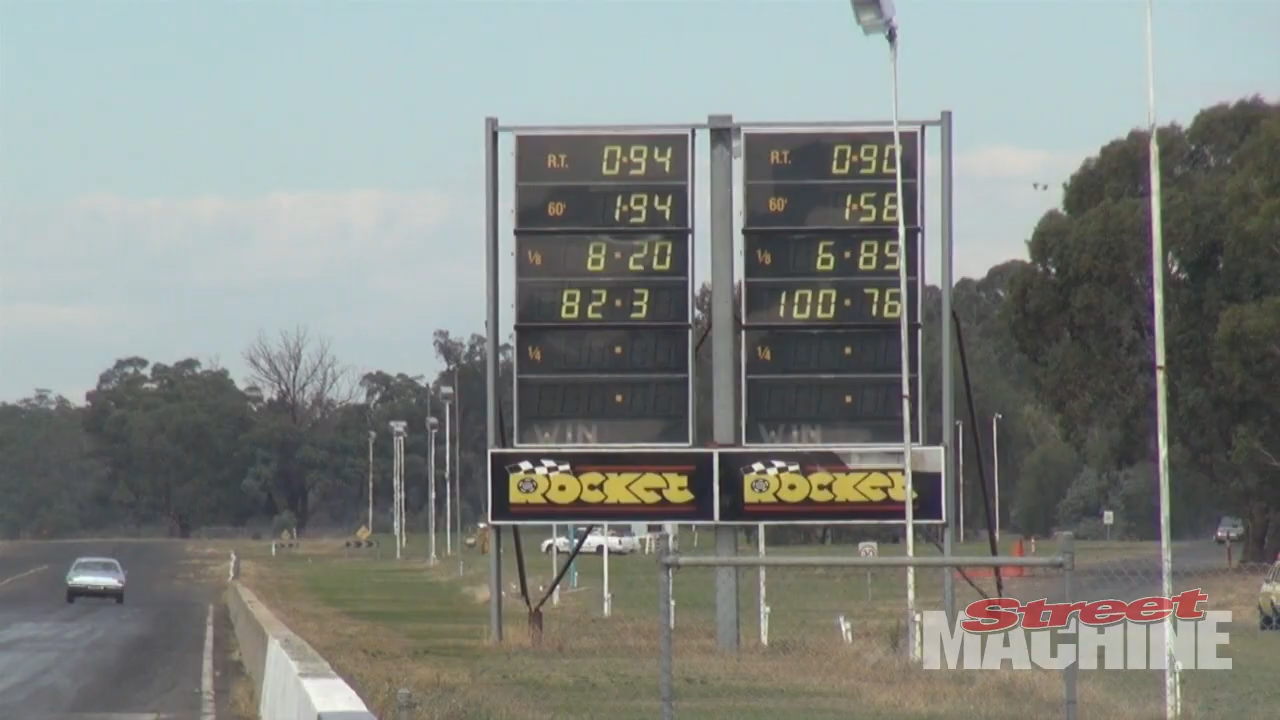 R.T. 0.94
60' 1.94
1/8 8.20
82.3
1/4 .
.
WIN
R.T. 0.90
60' 1.58
1/8 6.89
100.76
1/4 .
.
WIN
ROCKET
ROCKET
Street
MACHINE